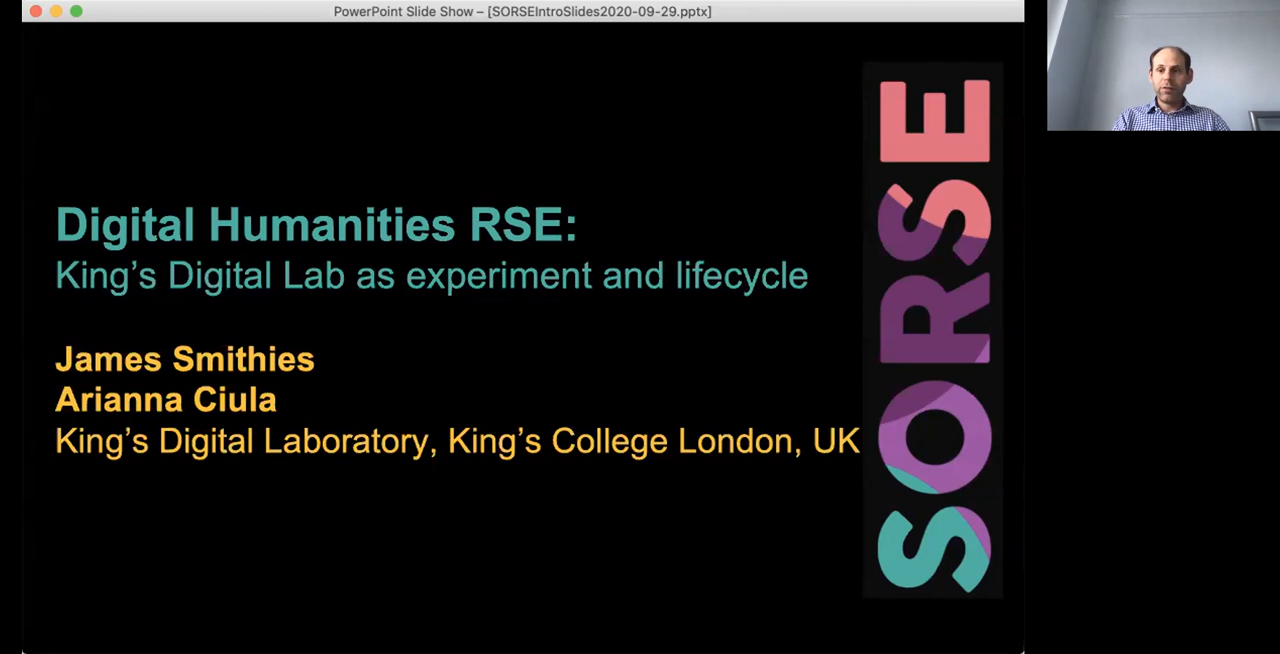 PowerPoint Slide Show – [SORSEIntroSlides2020-09-29.pptx]
Digital Humanities RSE:
King's Digital Lab as experiment and lifecycle
James Smithies
Arianna Ciula
King's Digital Laboratory, King's College London, UK
SORSE